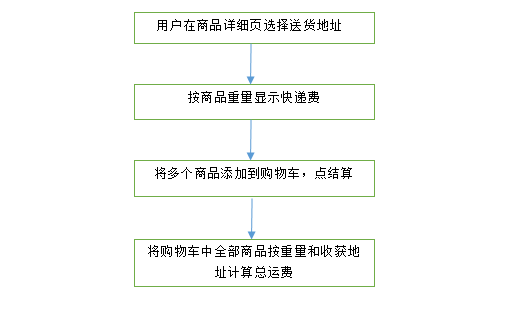 用户在商品详细页选择送货地址
按商品重量显示快递费
将多个商品添加到购物车，点结算
将购物车中全部商品按重量和收获地
址计算总运费